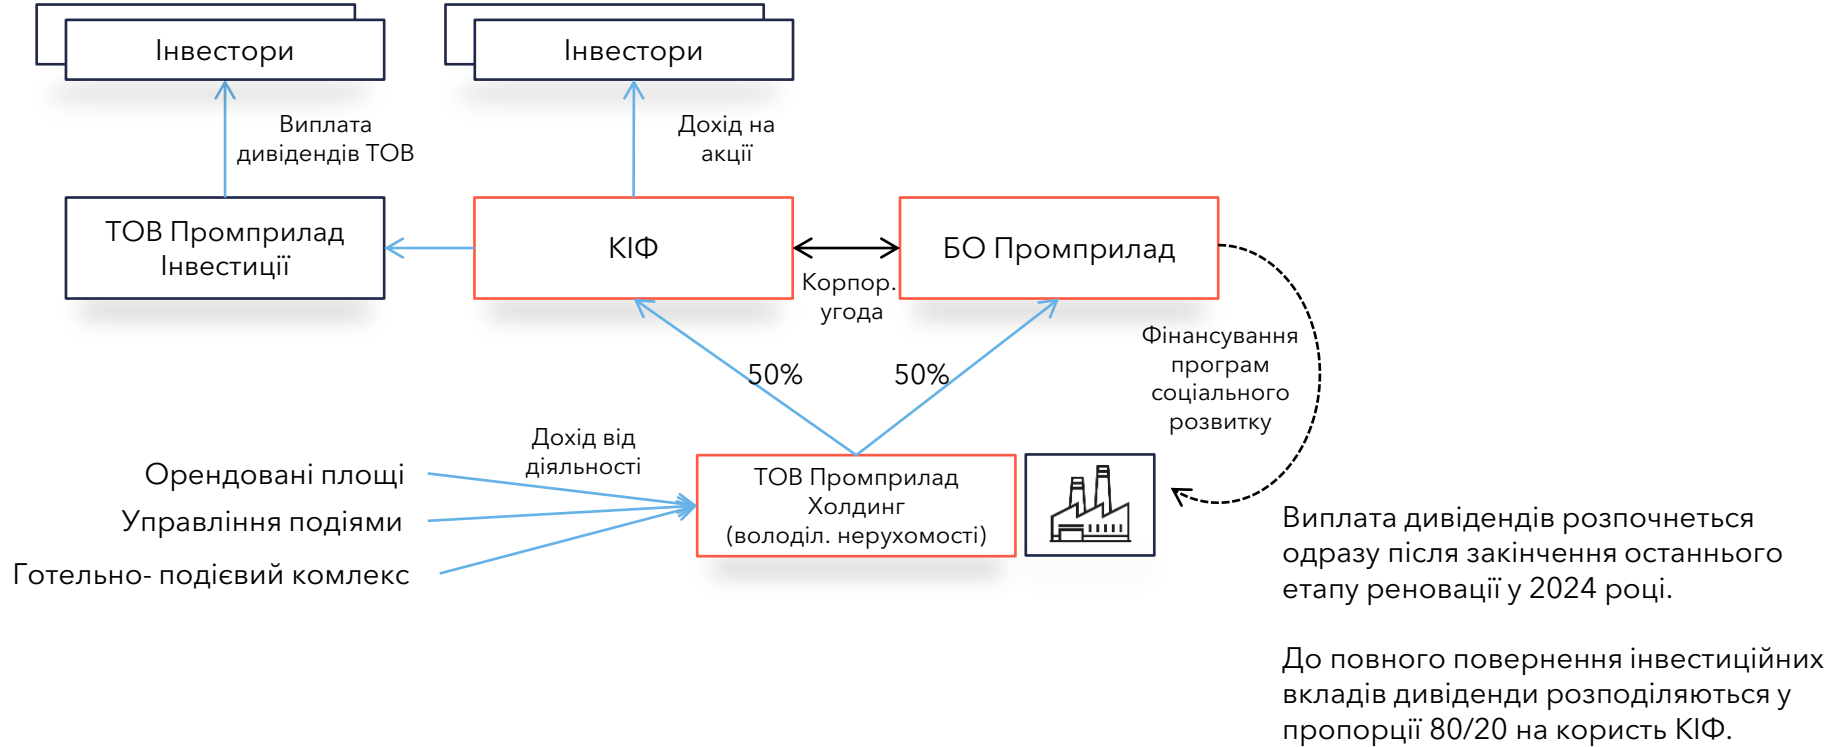 Інвестори
Інвестори
Виплата
дивідендів ТОВ
Дохід на
акції
ТОВ Промприлад
Інвестиції
КІФ
БО Промприлад
Корпор.
угода
Фінансування
програм
соціального
розвитку
50%
50%
Дохід від
діяльності
Орендовані площі
Управління подіями
Готельно- подієвий комлекс
ТОВ Промприлад
Холдинг
(володіл. нерухомості)
Виплата дивідендів розпочнеться
одразу після закінчення останнього
етапу реновації у 2024 році.
До повного повернення інвестиційних
вкладів дивіденди розподіляються у
пропорції 80/20 на користь КІФ.